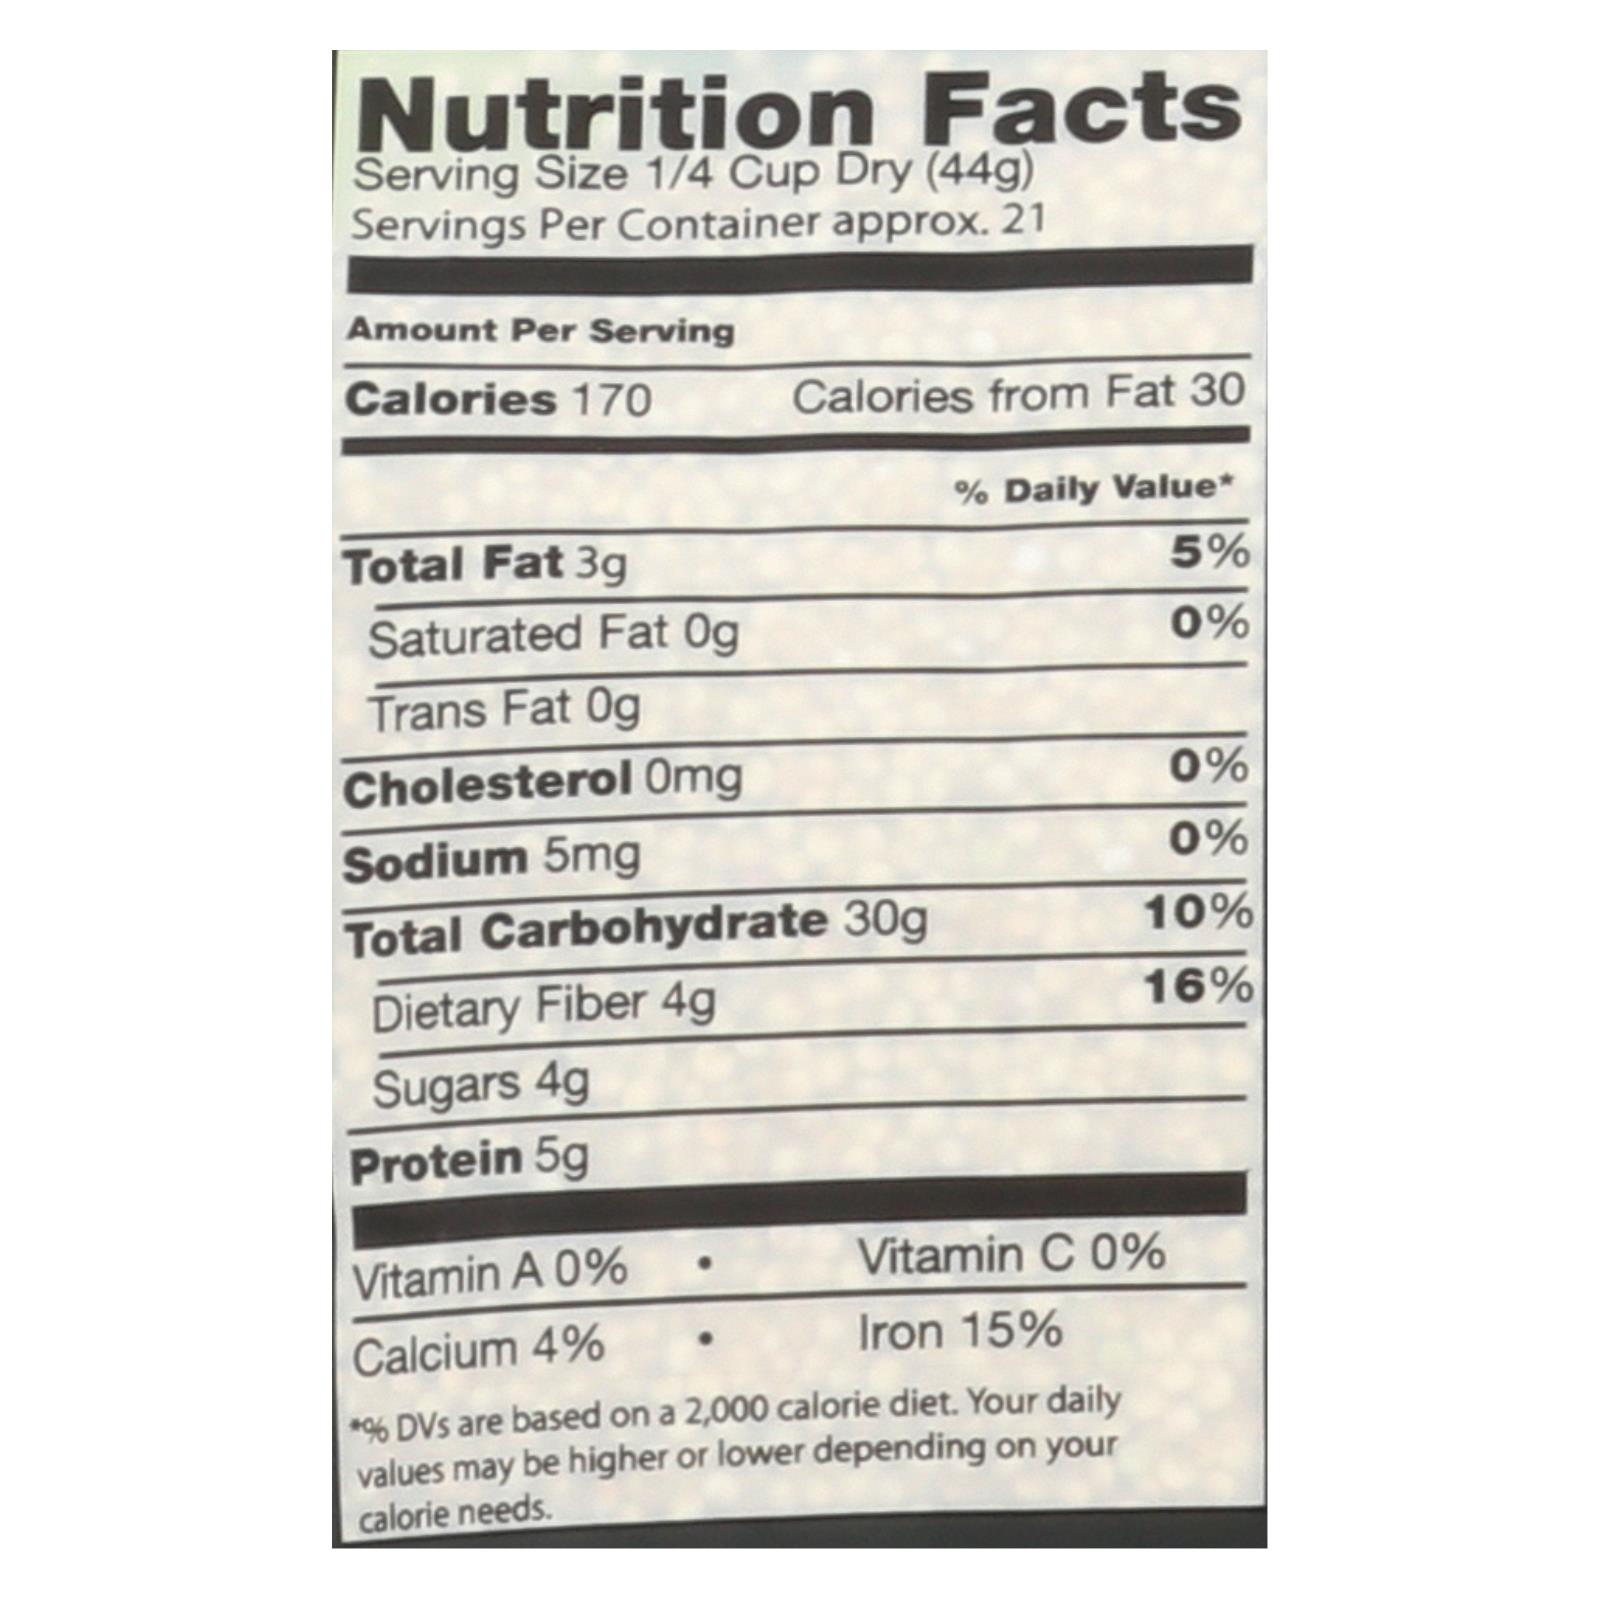 Nutrition Facts
Serving Size 1/4 Cup Dry (44g)
Servings Per Container approx. 21
Amount Per Serving
Calories 170 Calories from Fat 30
% Daily Value*
Total Fat 3g 5%
Saturated Fat 0g 0%
Trans Fat 0g
Cholesterol 0mg 0%
Sodium 5mg 0%
Total Carbohydrate 30g 10%
Dietary Fiber 4g 16%
Sugars 4g
Protein 5g
Vitamin A 0% • Vitamin C 0%
Calcium 4% • Iron 15%
*% DVs are based on a 2,000 calorie diet. Your daily
values may be higher or lower depending on your
calorie needs.